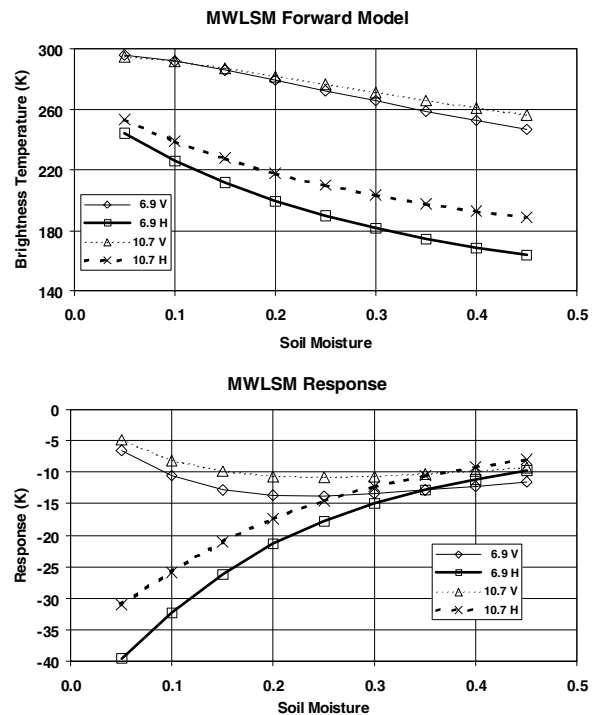 MWLSM Forward Model
Brightness Temperature (K)
300
260
220
180
140
6.9 V
6.9 H
10.7 V
10.7 H
0.0 0.1 0.2 0.3 0.4 0.5
Soil Moisture
MWLSM Response
Response (K)
0
-5
-10
-15
-20
-25
-30
-35
-40
6.9 V
6.9 H
10.7 V
10.7 H
0.0 0.1 0.2 0.3 0.4 0.5
Soil Moisture